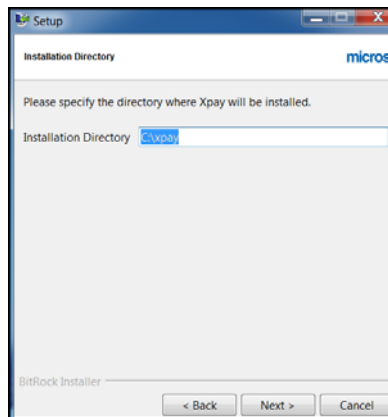 Setup
Installation Directory
micros
Please specify the directory where Xpay will be installed.
Installation Directory C:\xpay
BitRock Installer
< Back Next > Cancel